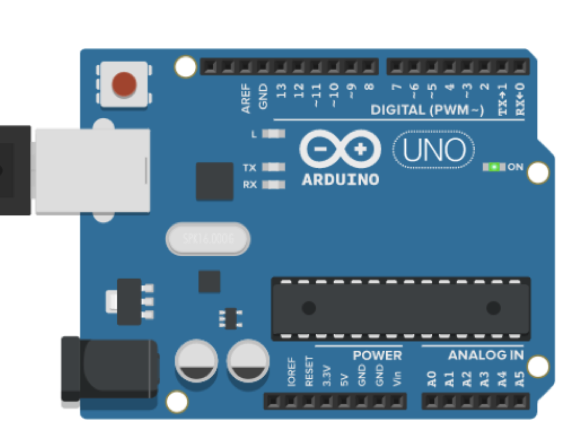 AREF
GND
13
12
~11
~10
~9
8
7
~6
~5
4
~3
2
TX→1
RX←0
DIGITAL (PWM~)
L
TX
RX
ARDUINO
UNO
ON
POWER
ANALOG IN
IOREF
RESET
3.3V
5V
GND
GND
Vin
A0
A1
A2
A3
A4
A5